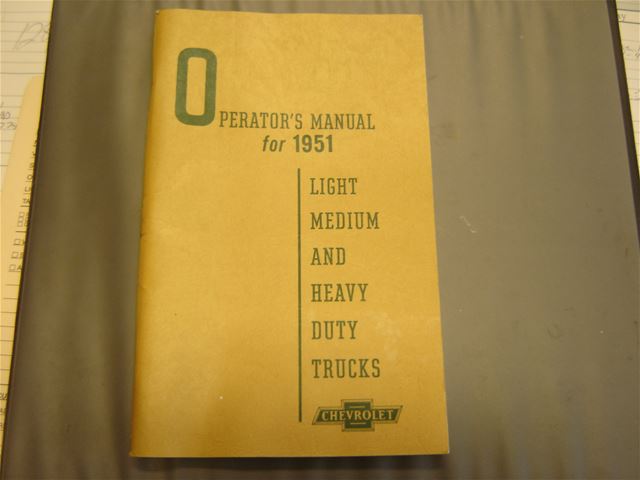 OPERATOR'S MANUAL
for 1951
LIGHT
MEDIUM
AND
HEAVY
DUTY
TRUCKS
CHEVROLET